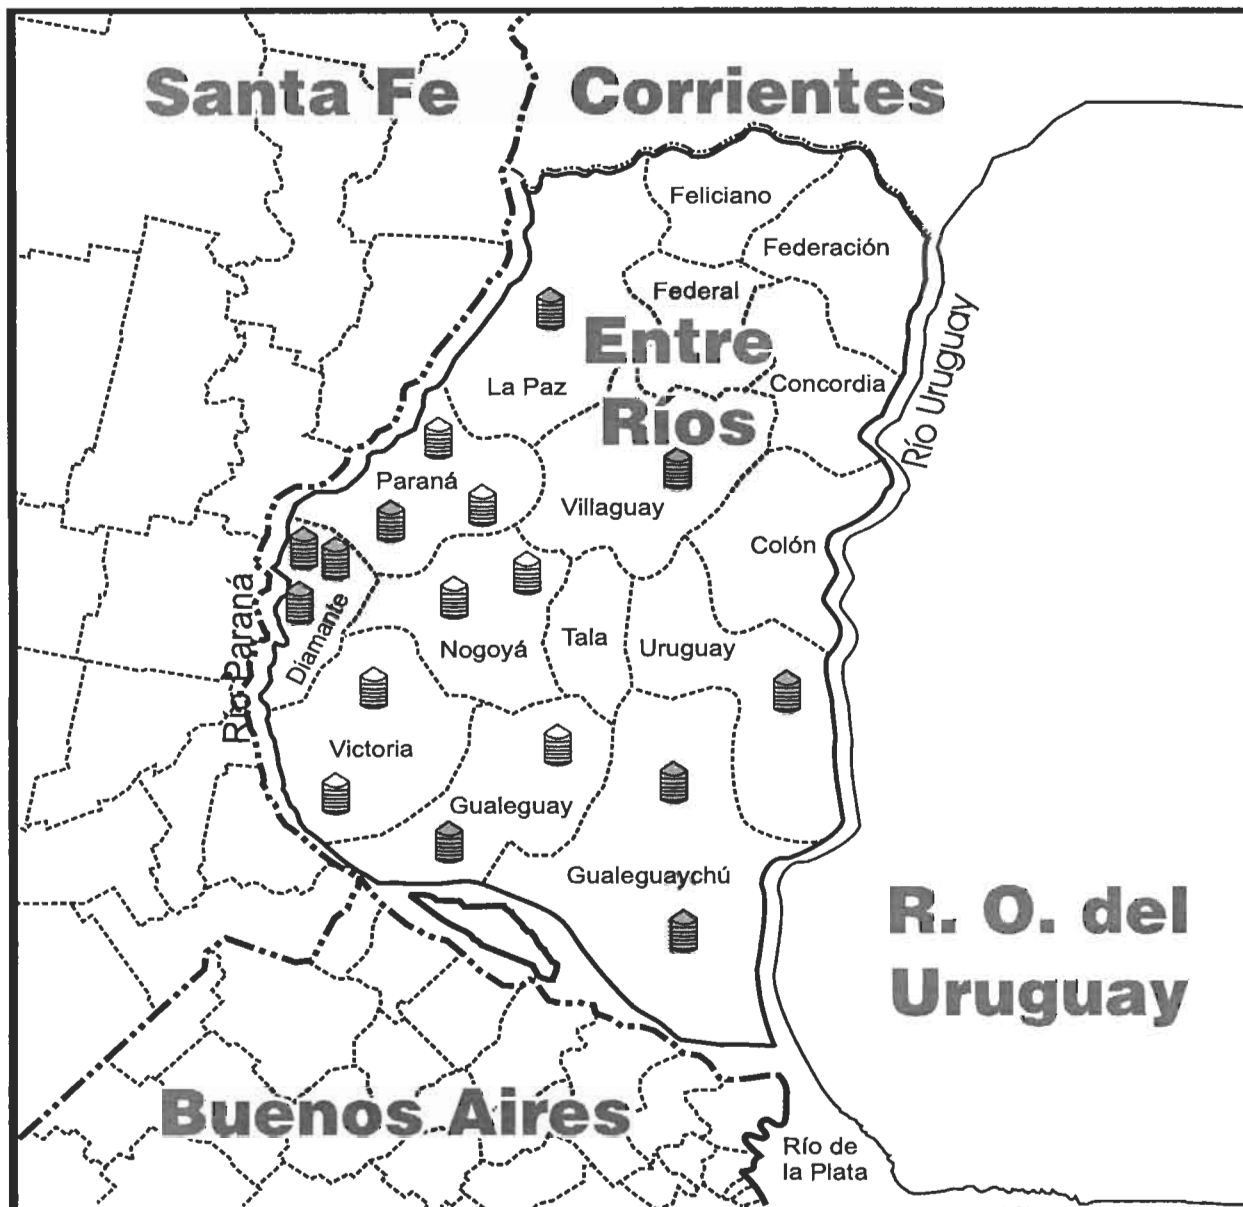 Santa Fe
Corrientes
Feliciano
Federación
Federal
Entre
Ríos
La Paz
Concordia
Río Uruguay
Paraná
Villaguay
Colón
Río Paraná
Diamante
Nogoyá
Tala
Uruguay
Victoria
Gualeguay
Gualeguaychú
R. O. del
Uruguay
Buenos Aires
Río de
la Plata